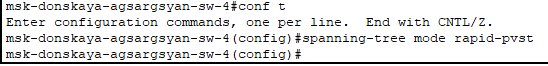 msk-donskaya-agsargsyan-sw-4#conf t
Enter configuration commands, one per line.  End with CNTL/Z.
msk-donskaya-agsargsyan-sw-4(config)#spanning-tree mode rapid-pvst
msk-donskaya-agsargsyan-sw-4(config)#